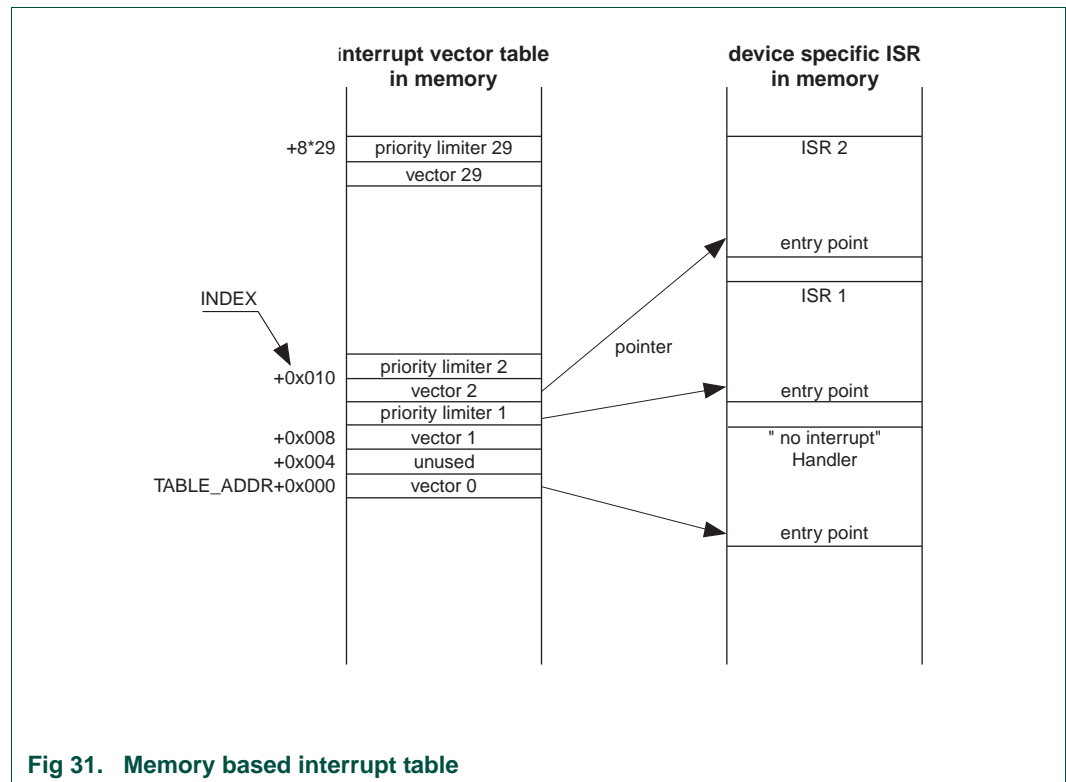 interrupt vector table
in memory
device specific ISR
in memory
+8*29
priority limiter 29
vector 29
ISR 2
entry point
INDEX
ISR 1
pointer
priority limiter 2
+0x010
vector 2
entry point
priority limiter 1
+0x008
vector 1
" no interrupt"
Handler
+0x004
unused
TABLE_ADDR+0x000
vector 0
entry point
Fig 31. Memory based interrupt table